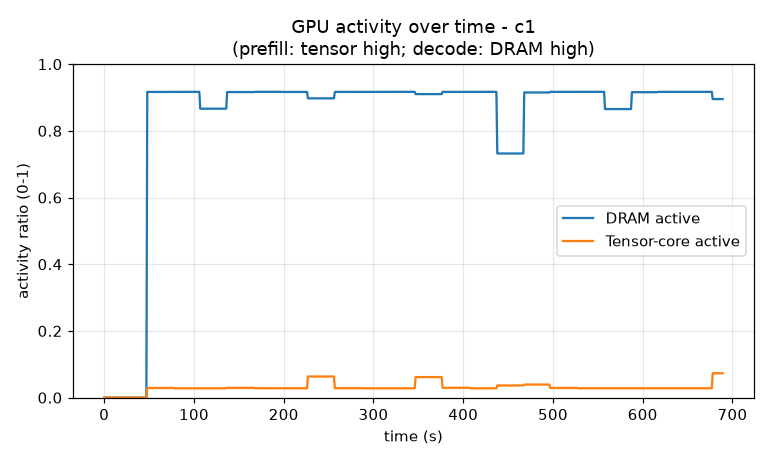 GPU activity over time - c1
(prefill: tensor high; decode: DRAM high)
1.0
0.8
0.6
0.4
0.2
0.0
activity ratio (0-1)
DRAM active
Tensor-core active
0 100 200 300 400 500 600 700
time (s)